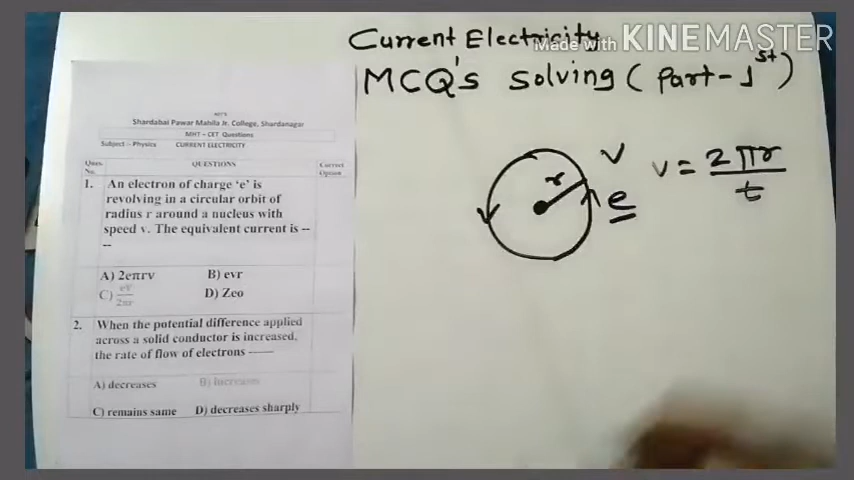 Current Electricity
Made with KINEMASTER
MCQ's Solving (Part-1st)
Shardabai Pawar Mahila Jr. College, Shardanagar
MHT - CET Questions
Subject - Physics CURRENT ELECTRICITY
Ques No. QUESTIONS Correct Option
1. An electron of charge 'e' is
revolving in a circular orbit of
radius r around a nucleus with
speed v. The equivalent current is --
--
A) 2eπrv B) evr
C) eV/2πr D) Zeo
2. When the potential difference applied
across a solid conductor is increased,
the rate of flow of electrons ------
A) decreases B) increases
C) remains same D) decreases sharply
r
v
e
v = 2πr/t